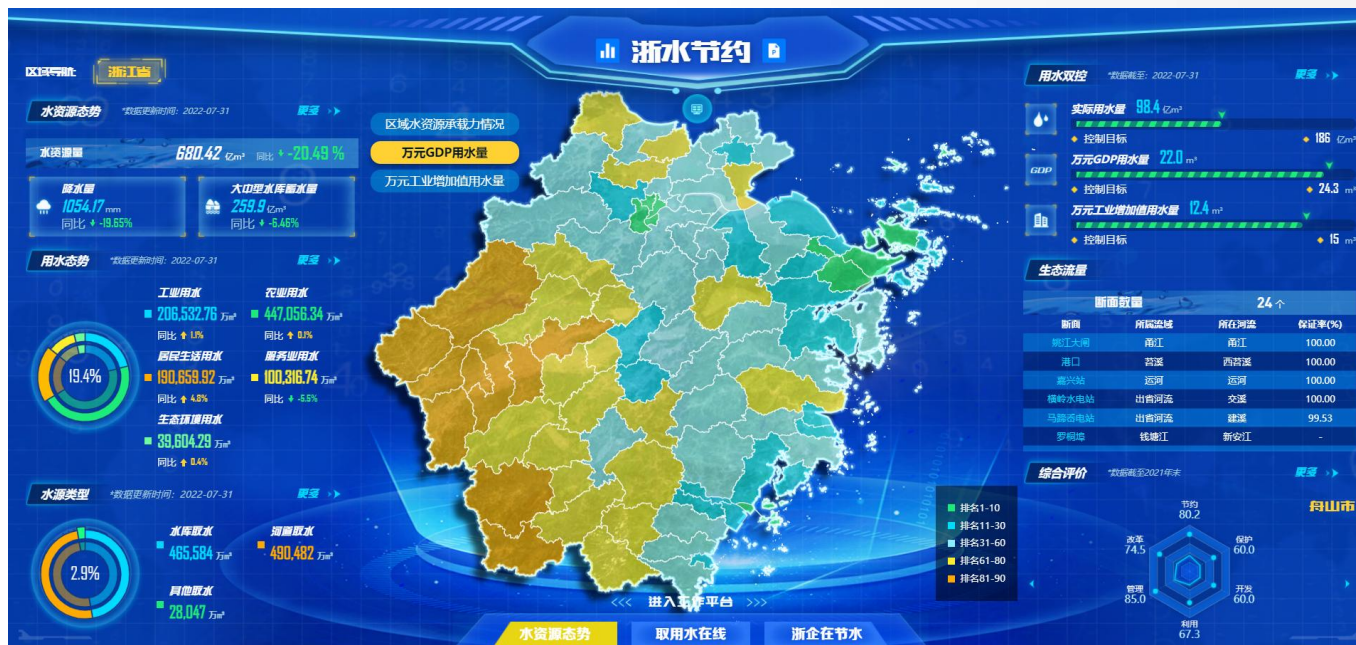 浙水节约
区域导航 浙江省
水资源态势 *数据更新时间：2022-07-31 更多
水资源量 680.42 亿m³ 同比 -20.49 %
降水量
1054.17 mm
同比 -19.65%
大中型水库蓄水量
259.9 亿m³
同比 -6.46%
用水态势 *数据更新时间：2022-07-31 更多
19.4%
工业用水
206,532.76 万m³
同比 1.1%
农业用水
447,056.34 万m³
同比 0.1%
居民生活用水
190,659.92 万m³
同比 4.8%
服务业用水
100,316.74 万m³
同比 -5.5%
生态环境用水
39,604.29 万m³
同比 0.4%
水源类型 *数据更新时间：2022-07-31 更多
2.9%
水库取水
465,584 万m³
河道取水
490,482 万m³
其他取水
28,047 万m³
区域水资源承载力情况
万元GDP用水量
万元工业增加值用水量
排名1-10
排名11-30
排名31-60
排名61-80
排名81-90
<<< 进入工作平台 >>>
水资源态势 取用水在线 浙企在节水
用水双控 *数据截至：2022-07-31 更多
实际用水量 98.4 亿m³
控制目标 186 亿m³
GDP
万元GDP用水量 22.0 m³
控制目标 24.3 m³
万元工业增加值用水量 12.4 m³
控制目标 15 m³
生态流量
断面数量 24 个
断面 所属流域 所在河流 保证率(%)
姚江大闸 甬江 甬江 100.00
港口 苕溪 西苕溪 100.00
嘉兴站 运河 运河 100.00
横岭水电站 出省河流 交溪 100.00
马蹄岙电站 出省河流 建溪 99.53
罗桐埠 钱塘江 新安江 -
综合评价 *数据截至2021年末 更多
舟山市
节约
80.2
保护
60.0
开发
60.0
利用
67.3
管理
85.0
改革
74.5